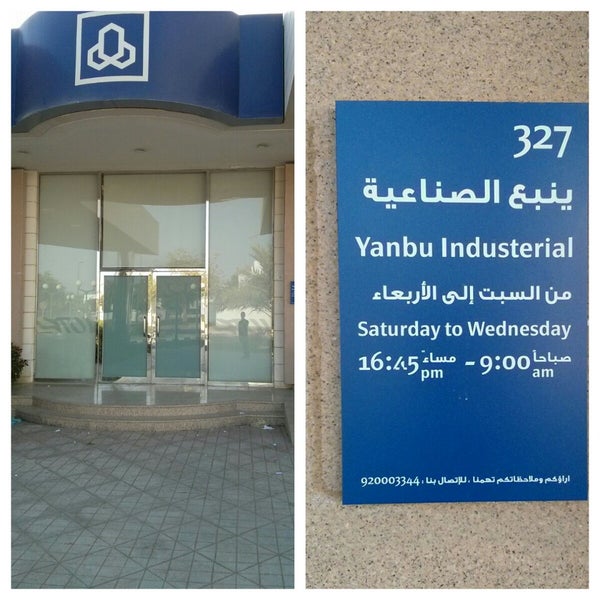 327
ينبع الصناعية
Yanbu Industerial
من السبت إلى الأربعاء
Saturday to Wednesday
صباحاً 9:00 - مساءً 16:45
am pm
اراؤكم وملاحظاتكم تهمنا ، للإتصال بنا : 920003344